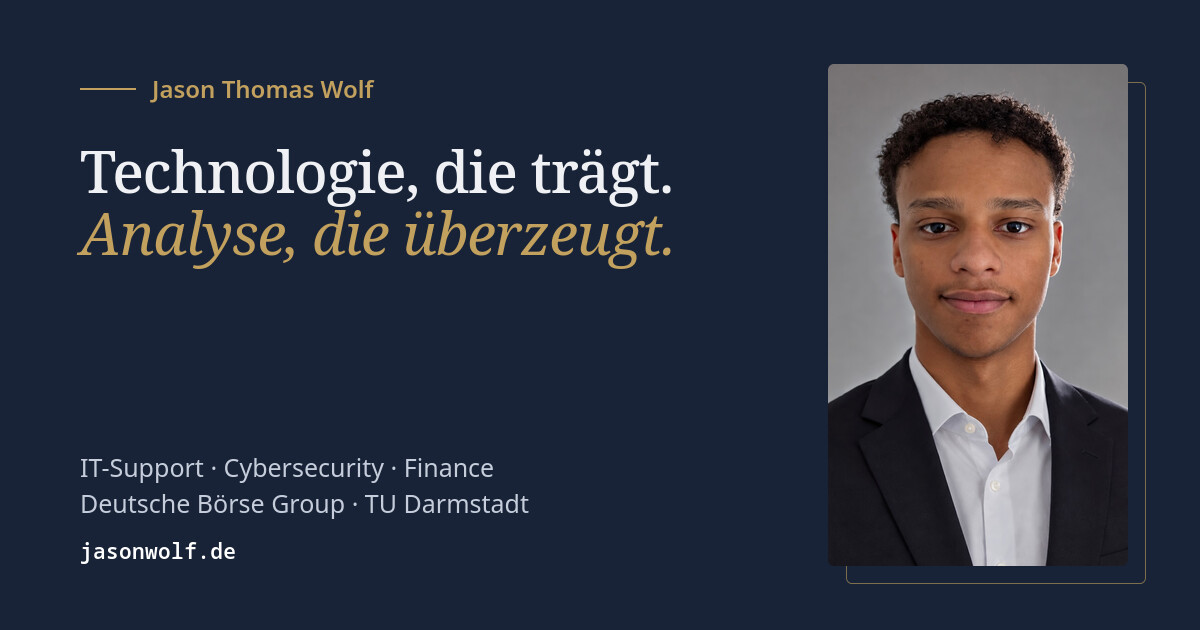 Jason Thomas Wolf
Technologie, die trägt.
Analyse, die überzeugt.
IT-Support · Cybersecurity · Finance
Deutsche Börse Group · TU Darmstadt
jasonwolf.de